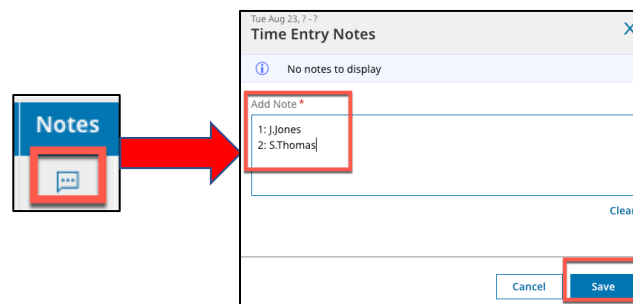 Notes
Tue Aug 23, ? - ?
Time Entry Notes
No notes to display
Add Note *
1: J.Jones
2: S.Thomas
Clear
Cancel
Save